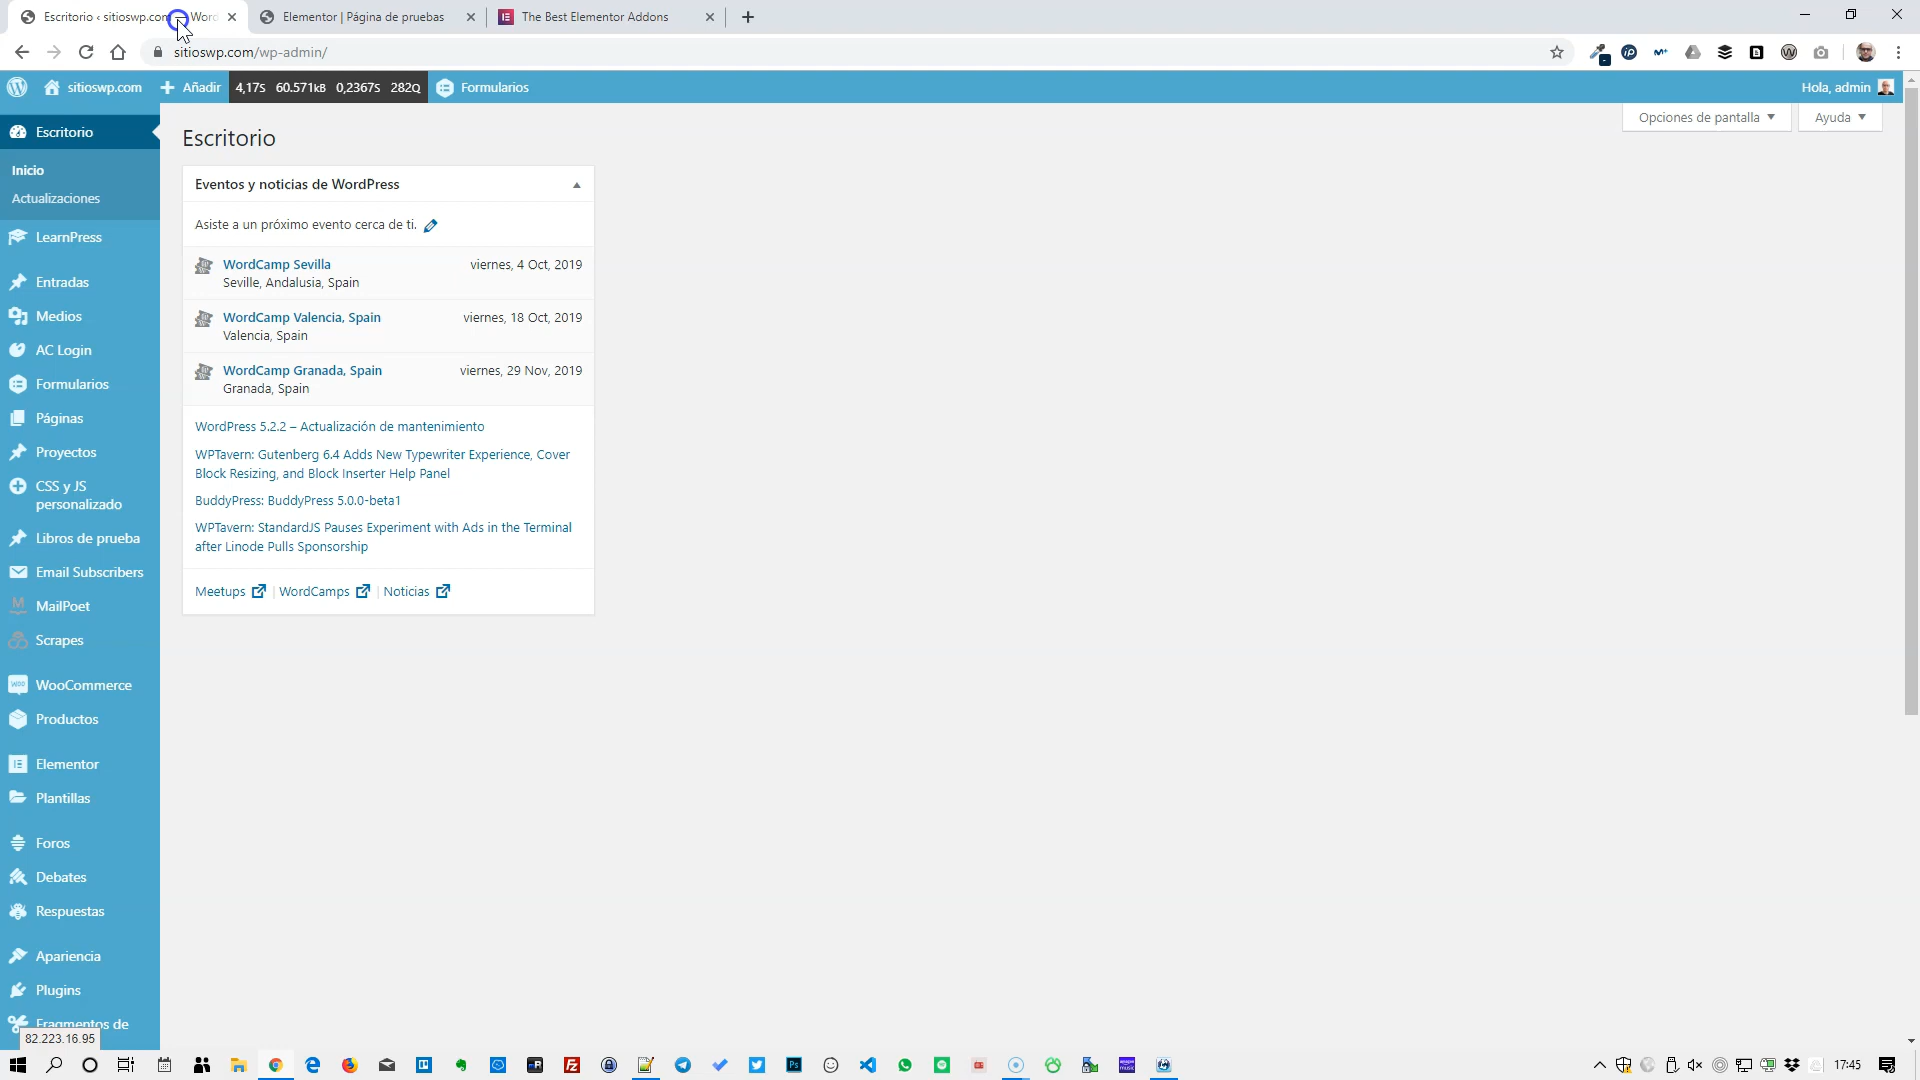 Escritorio ‹ sitioswp.com — Word
Elementor | Página de pruebas
The Best Elementor Addons
sitioswp.com/wp-admin/
sitioswp.com
Añadir
4,17S 60.571KB 0,2367S 282Q
Formularios
Hola, admin
Escritorio
Inicio
Actualizaciones
LearnPress
Entradas
Medios
AC Login
Formularios
Páginas
Proyectos
CSS y JS
personalizado
Libros de prueba
Email Subscribers
MailPoet
Scrapes
WooCommerce
Productos
Elementor
Plantillas
Foros
Debates
Respuestas
Apariencia
Plugins
Fragmentos de
82.223.16.95
Opciones de pantalla
Ayuda
Escritorio
Eventos y noticias de WordPress
Asiste a un próximo evento cerca de ti.
WordCamp Sevilla viernes, 4 Oct, 2019
Seville, Andalusia, Spain
WordCamp Valencia, Spain viernes, 18 Oct, 2019
Valencia, Spain
WordCamp Granada, Spain viernes, 29 Nov, 2019
Granada, Spain
WordPress 5.2.2 – Actualización de mantenimiento
WPTavern: Gutenberg 6.4 Adds New Typewriter Experience, Cover
Block Resizing, and Block Inserter Help Panel
BuddyPress: BuddyPress 5.0.0-beta1
WPTavern: StandardJS Pauses Experiment with Ads in the Terminal
after Linode Pulls Sponsorship
Meetups | WordCamps | Noticias
17:45